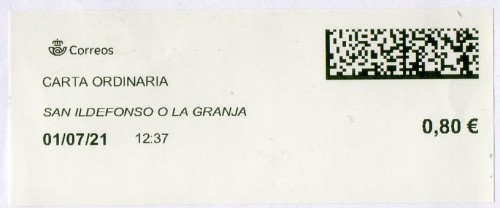 Correos
CARTA ORDINARIA
SAN ILDEFONSO O LA GRANJA
01/07/21 12:37
0,80 €